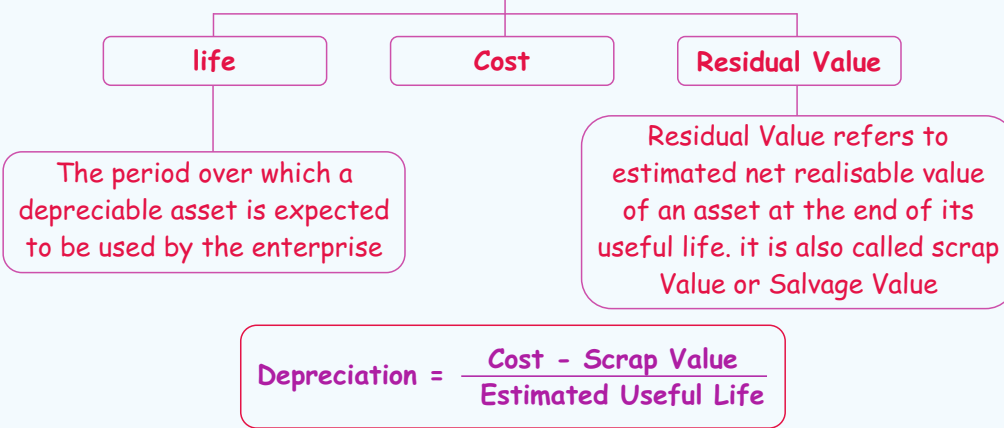 life
Cost
Residual Value
The period over which a
depreciable asset is expected
to be used by the enterprise
Residual Value refers to
estimated net realisable value
of an asset at the end of its
useful life. it is also called scrap
Value or Salvage Value
Depreciation = Cost - Scrap Value
Estimated Useful Life